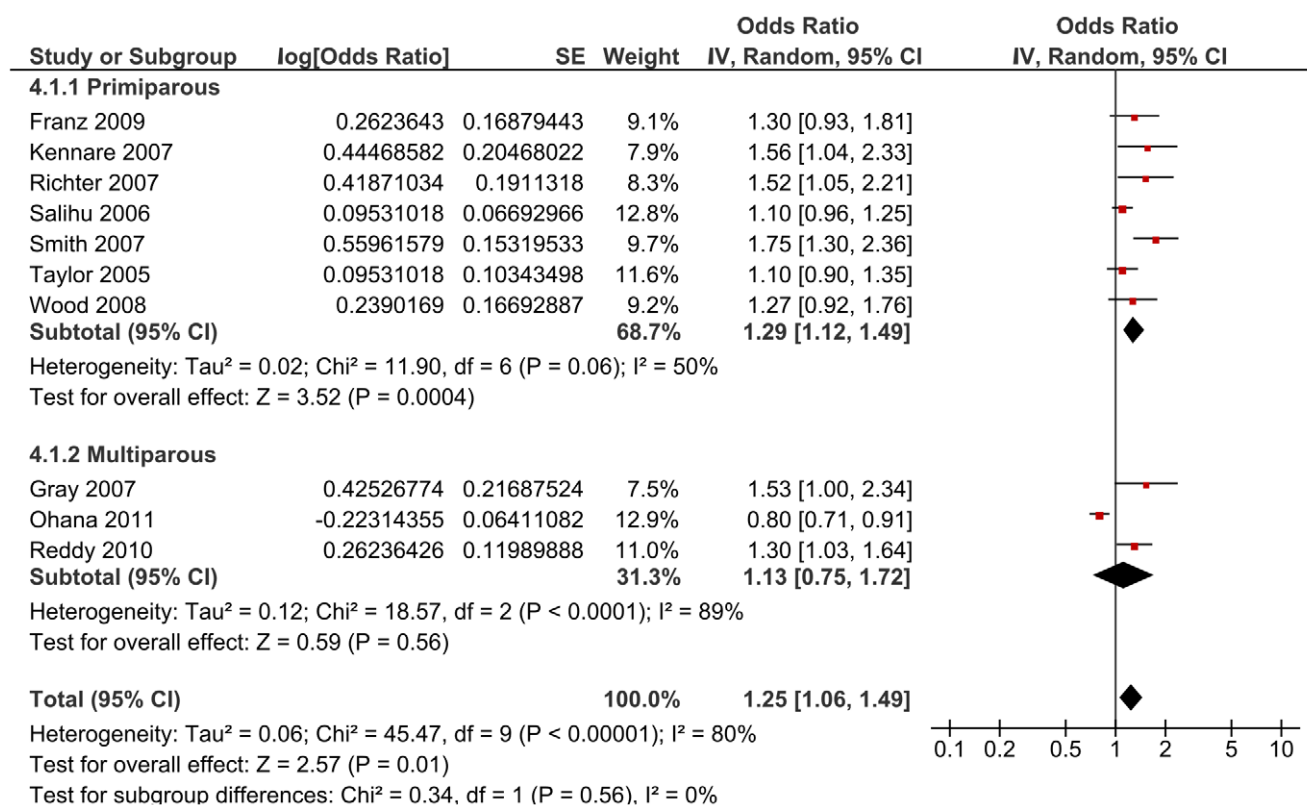 Odds Ratio Odds Ratio
Study or Subgroup log[Odds Ratio] SE Weight IV, Random, 95% CI IV, Random, 95% CI
4.1.1 Primiparous
Franz 2009 0.2623643 0.16879443 9.1% 1.30 [0.93, 1.81]
Kennare 2007 0.44468582 0.20468022 7.9% 1.56 [1.04, 2.33]
Richter 2007 0.41871034 0.1911318 8.3% 1.52 [1.05, 2.21]
Salihu 2006 0.09531018 0.06692966 12.8% 1.10 [0.96, 1.25]
Smith 2007 0.55961579 0.15319533 9.7% 1.75 [1.30, 2.36]
Taylor 2005 0.09531018 0.10343498 11.6% 1.10 [0.90, 1.35]
Wood 2008 0.2390169 0.16692887 9.2% 1.27 [0.92, 1.76]
Subtotal (95% CI) 68.7% 1.29 [1.12, 1.49]
Heterogeneity: Tau² = 0.02; Chi² = 11.90, df = 6 (P = 0.06); I² = 50%
Test for overall effect: Z = 3.52 (P = 0.0004)
4.1.2 Multiparous
Gray 2007 0.42526774 0.21687524 7.5% 1.53 [1.00, 2.34]
Ohana 2011 -0.22314355 0.06411082 12.9% 0.80 [0.71, 0.91]
Reddy 2010 0.26236426 0.11989888 11.0% 1.30 [1.03, 1.64]
Subtotal (95% CI) 31.3% 1.13 [0.75, 1.72]
Heterogeneity: Tau² = 0.12; Chi² = 18.57, df = 2 (P < 0.0001); I² = 89%
Test for overall effect: Z = 0.59 (P = 0.56)
Total (95% CI) 100.0% 1.25 [1.06, 1.49]
Heterogeneity: Tau² = 0.06; Chi² = 45.47, df = 9 (P < 0.00001); I² = 80%
0.1 0.2 0.5 1 2 5 10
Test for overall effect: Z = 2.57 (P = 0.01)
Test for subgroup differences: Chi² = 0.34, df = 1 (P = 0.56), I² = 0%